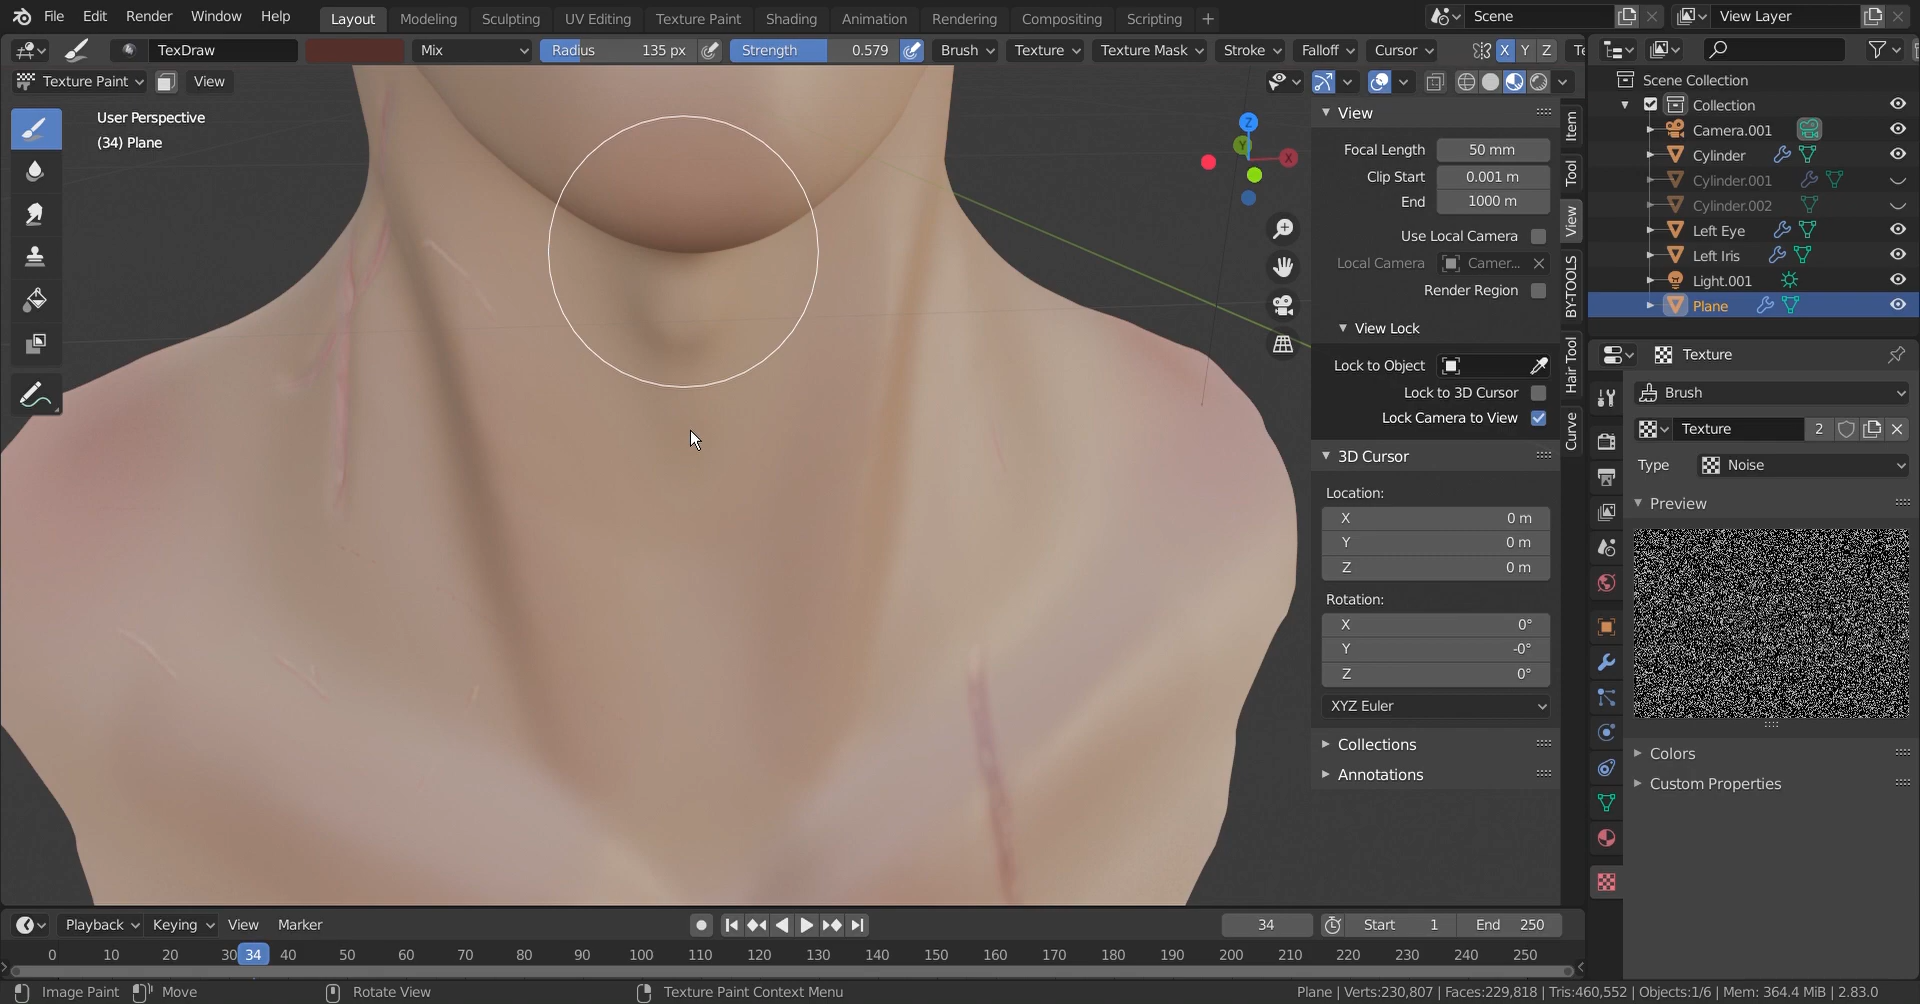 File Edit Render Window Help Layout Modeling Sculpting UV Editing Texture Paint Shading Animation Rendering Compositing Scripting + Scene View Layer
TexDraw Mix Radius 135 px Strength 0.579 Brush Texture Texture Mask Stroke Falloff Cursor X Y Z Te
Texture Paint View
User Perspective
(34) Plane
Z
Y
X
View
Focal Length 50 mm
Clip Start 0.001 m
End 1000 m
Use Local Camera
Local Camera Camer...
Render Region
View Lock
Lock to Object
Lock to 3D Cursor
Lock Camera to View
3D Cursor
Location:
X 0 m
Y 0 m
Z 0 m
Rotation:
X 0°
Y -0°
Z 0°
XYZ Euler
Collections
Annotations
Item
Tool
View
BY-TOOLS
Hair Tool
Curve
Scene Collection
Collection
Camera.001
Cylinder
Cylinder.001
Cylinder.002
Left Eye
Left Iris
Light.001
Plane
Texture
Brush
Texture 2
Type Noise
Preview
Colors
Custom Properties
Playback Keying View Marker 34 Start 1 End 250
0 10 20 30 34 40 50 60 70 80 90 100 110 120 130 140 150 160 170 180 190 200 210 220 230 240 250
Image Paint Move Rotate View Texture Paint Context Menu Plane | Verts:230,807 | Faces:229,818 | Tris:460,552 | Objects:1/6 | Mem: 364.4 MiB | 2.83.0